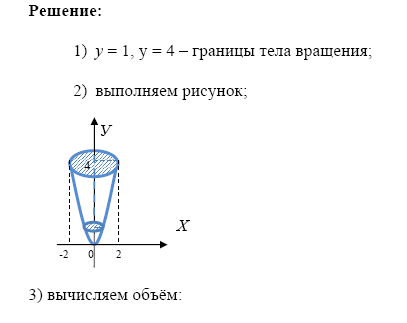 Решение:
1) y = 1, y = 4 – границы тела вращения;
2) выполняем рисунок;
У
4
Х
-2 0 2
3) вычисляем объём: